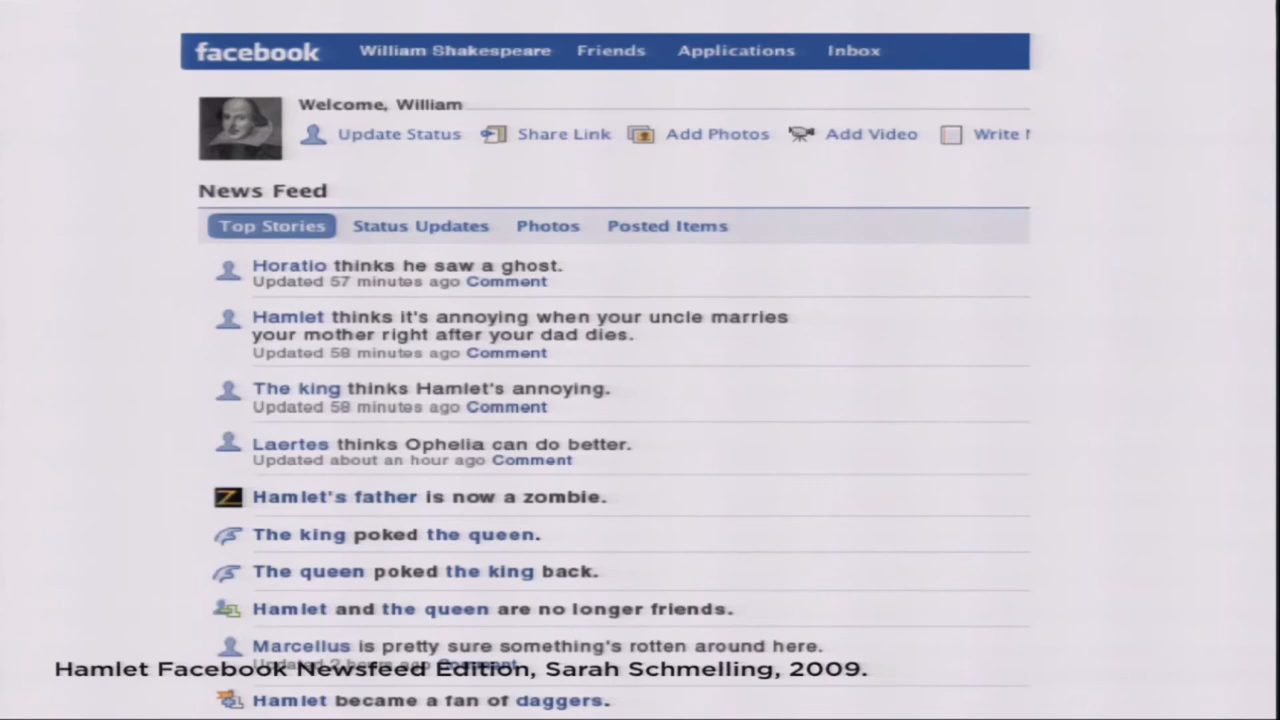 facebook William Shakespeare Friends Applications Inbox
Welcome, William
Update Status Share Link Add Photos Add Video Write
News Feed
Top Stories Status Updates Photos Posted Items
Horatio thinks he saw a ghost.
Updated 57 minutes ago Comment
Hamlet thinks it's annoying when your uncle marries
your mother right after your dad dies.
Updated 58 minutes ago Comment
The king thinks Hamlet's annoying.
Updated 58 minutes ago Comment
Laertes thinks Ophelia can do better.
Updated about an hour ago Comment
Z Hamlet's father is now a zombie.
The king poked the queen.
The queen poked the king back.
Hamlet and the queen are no longer friends.
Marcellus is pretty sure something's rotten around here.
Updated 2 hours ago Comment
Hamlet Facebook Newsfeed Edition, Sarah Schmelling, 2009.
Hamlet became a fan of daggers.